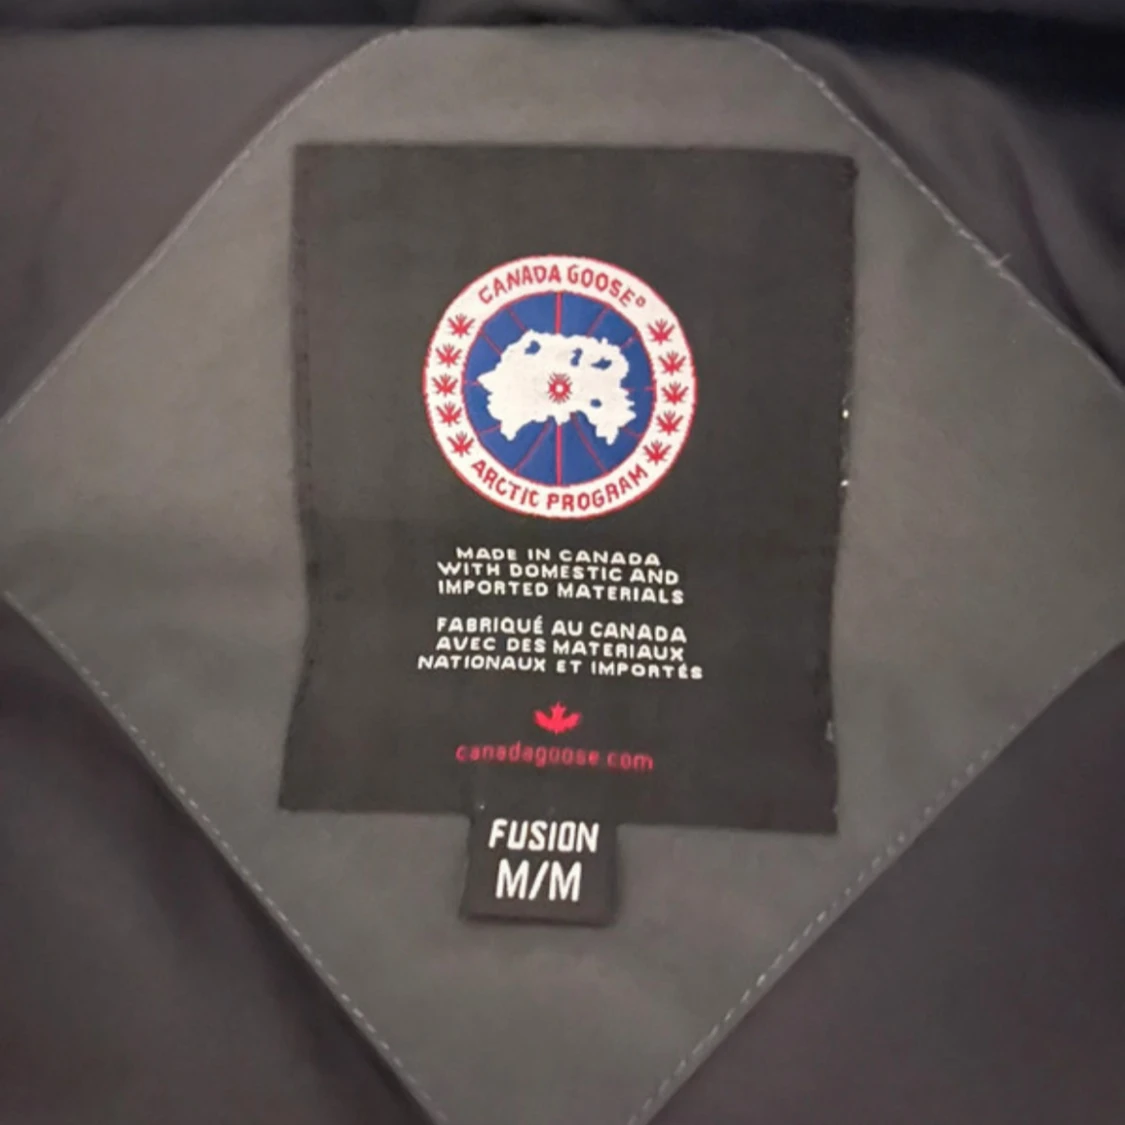 CANADA GOOSE®
ARCTIC PROGRAM
MADE IN CANADA
WITH DOMESTIC AND
IMPORTED MATERIALS
FABRIQUÉ AU CANADA
AVEC DES MATERIAUX
NATIONAUX ET IMPORTÉS
canadagoose.com
FUSION
M/M